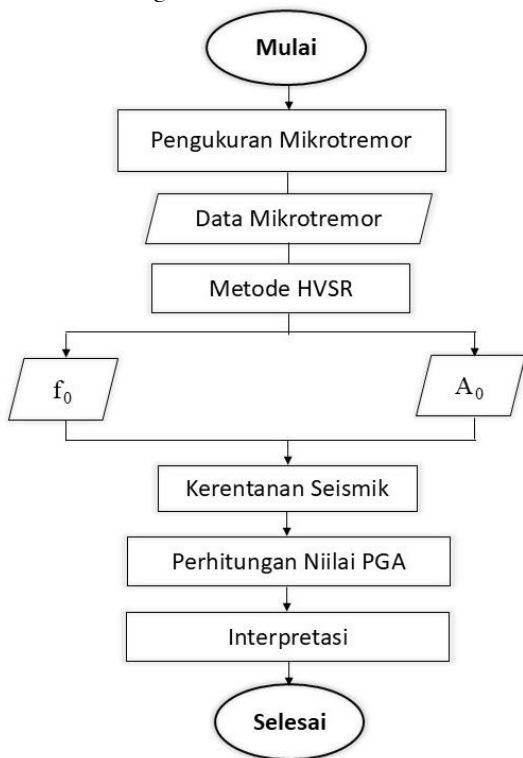 Mulai
Pengukuran Mikrotremor
Data Mikrotremor
Metode HVSR
f₀
A₀
Kerentanan Seismik
Perhitungan Niilai PGA
Interpretasi
Selesai